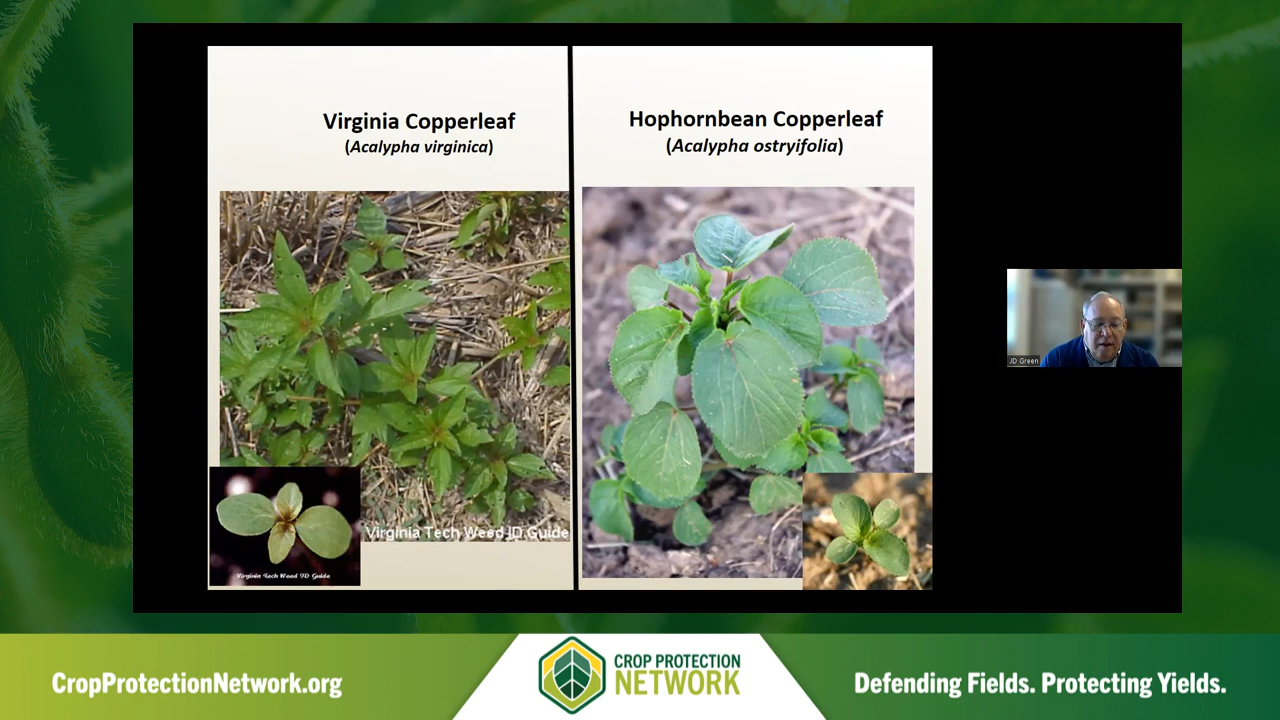 Virginia Copperleaf
(Acalypha virginica)
Hophornbean Copperleaf
(Acalypha ostryifolia)
Virginia Tech Weed ID Guide
Virginia Tech Weed ID Guide
JD Green
CropProtectionNetwork.org
CROP PROTECTION
NETWORK
Defending Fields. Protecting Yields.